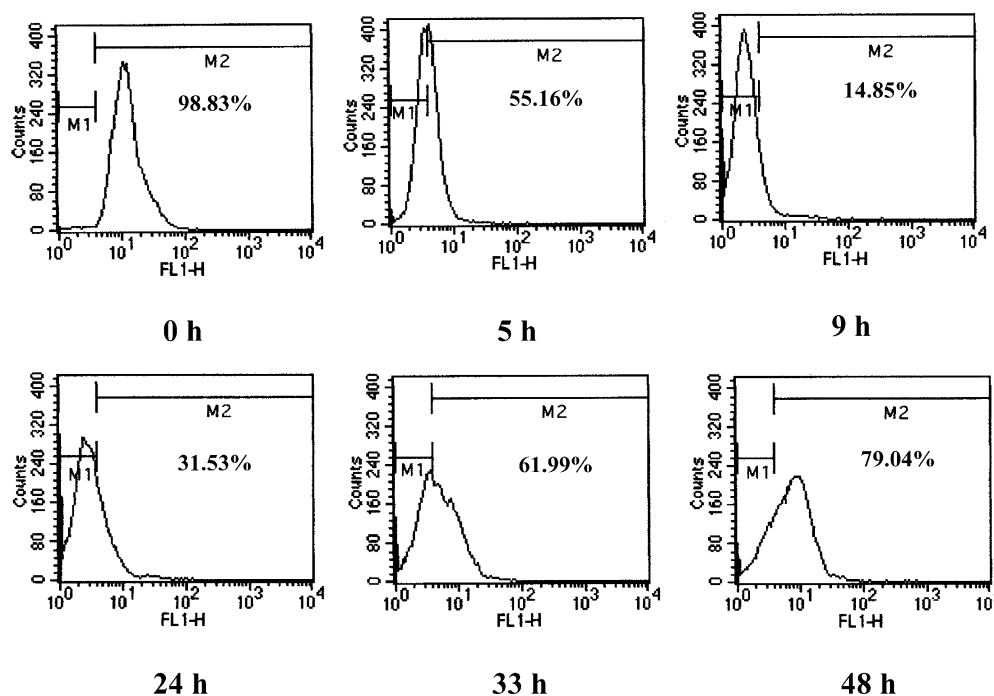 400
320
240
160
80
0
Counts
M1
M2
98.83%
10^0 10^1 10^2 10^3 10^4
FL1-H
0 h
400
320
240
160
80
0
Counts
M1
M2
55.16%
10^0 10^1 10^2 10^3 10^4
FL1-H
5 h
400
320
240
160
80
0
Counts
M1
M2
14.85%
10^0 10^1 10^2 10^3 10^4
FL1-H
9 h
400
320
240
160
80
0
Counts
M1
M2
31.53%
10^0 10^1 10^2 10^3 10^4
FL1-H
24 h
400
320
240
160
80
0
Counts
M1
M2
61.99%
10^0 10^1 10^2 10^3 10^4
FL1-H
33 h
400
320
240
160
80
0
Counts
M1
M2
79.04%
10^0 10^1 10^2 10^3 10
FL1-H
48 h